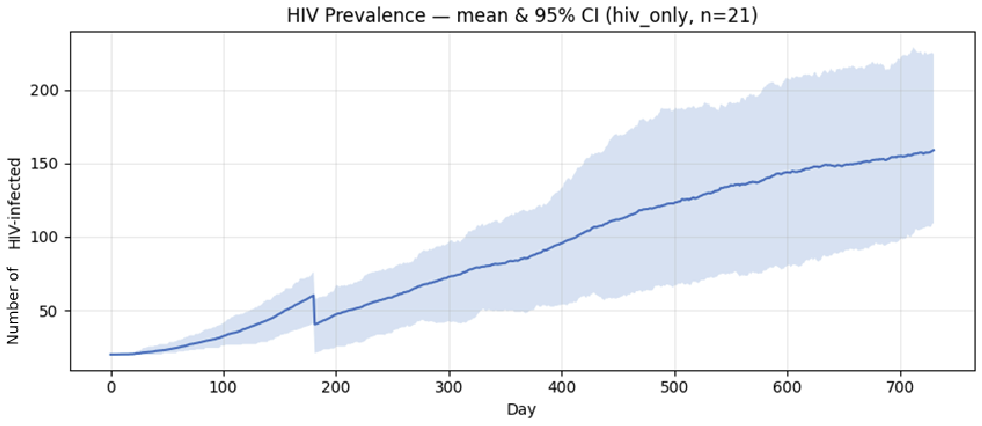 HIV Prevalence — mean & 95% CI (hiv_only, n=21)
Number of HIV-infected
200
150
100
50
0 100 200 300 400 500 600 700
Day